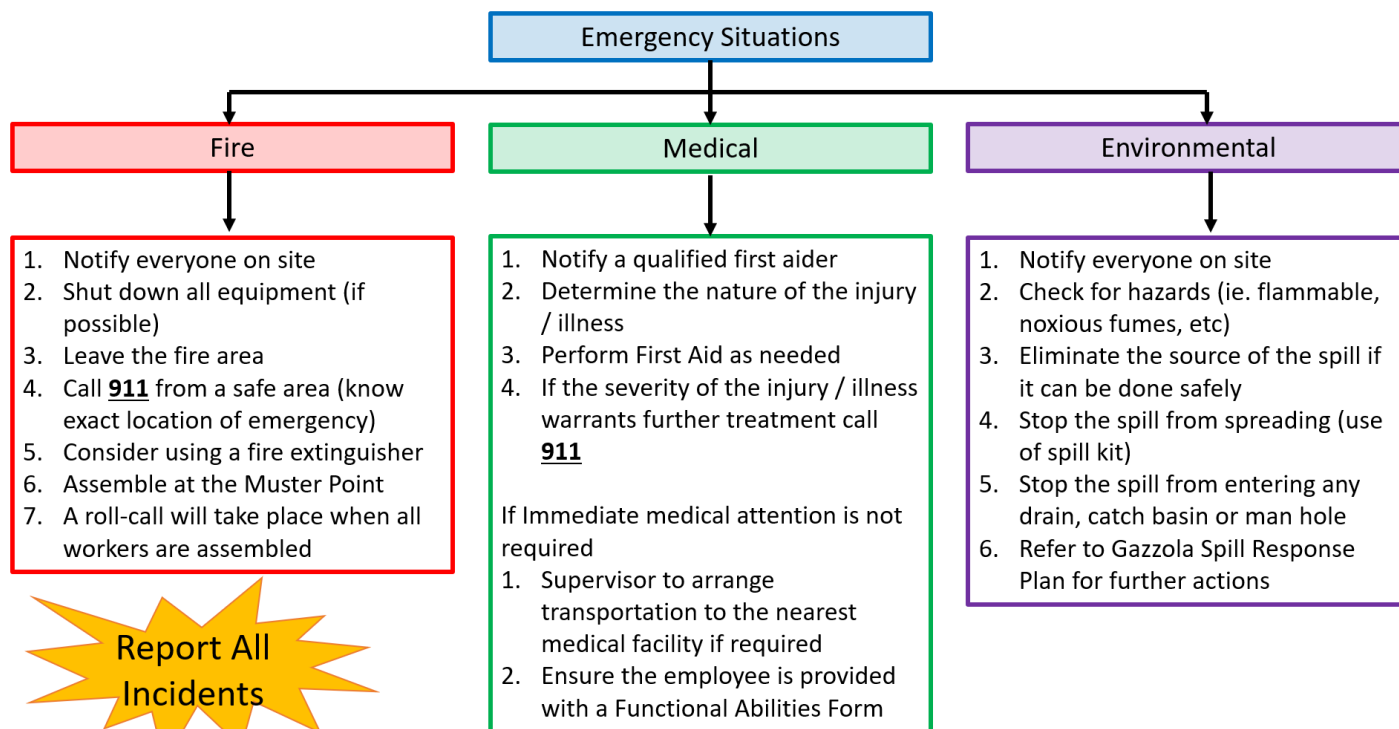 Emergency Situations
Fire
1. Notify everyone on site
2. Shut down all equipment (if
possible)
3. Leave the fire area
4. Call 911 from a safe area (know
exact location of emergency)
5. Consider using a fire extinguisher
6. Assemble at the Muster Point
7. A roll-call will take place when all
workers are assembled
Report All
Incidents
Medical
1. Notify a qualified first aider
2. Determine the nature of the injury
/ illness
3. Perform First Aid as needed
4. If the severity of the injury / illness
warrants further treatment call
911
If Immediate medical attention is not
required
1. Supervisor to arrange
transportation to the nearest
medical facility if required
2. Ensure the employee is provided
with a Functional Abilities Form
Environmental
1. Notify everyone on site
2. Check for hazards (ie. flammable,
noxious fumes, etc)
3. Eliminate the source of the spill if
it can be done safely
4. Stop the spill from spreading (use
of spill kit)
5. Stop the spill from entering any
drain, catch basin or man hole
6. Refer to Gazzola Spill Response
Plan for further actions